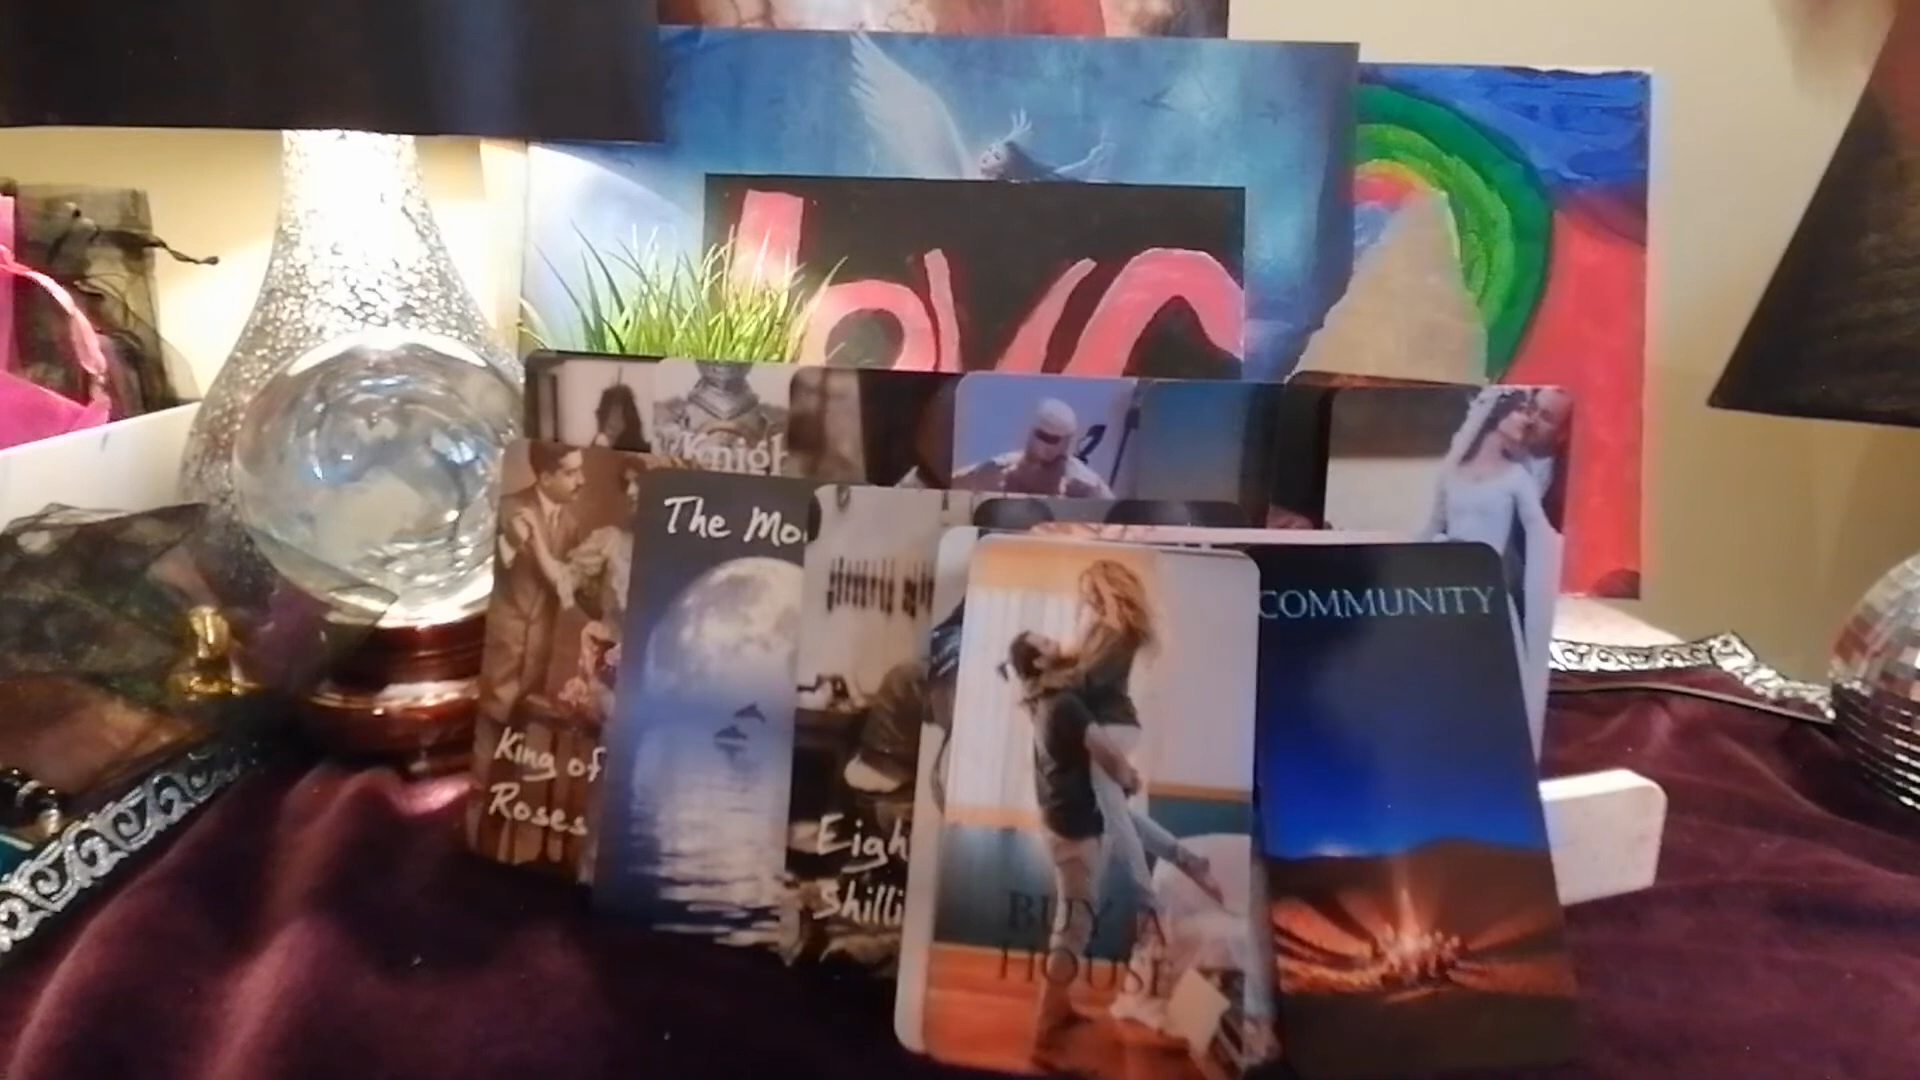 Love
Knigh
The Mo
King of
Roses
Eigh
Shilli
BUY A
HOUSE
COMMUNITY